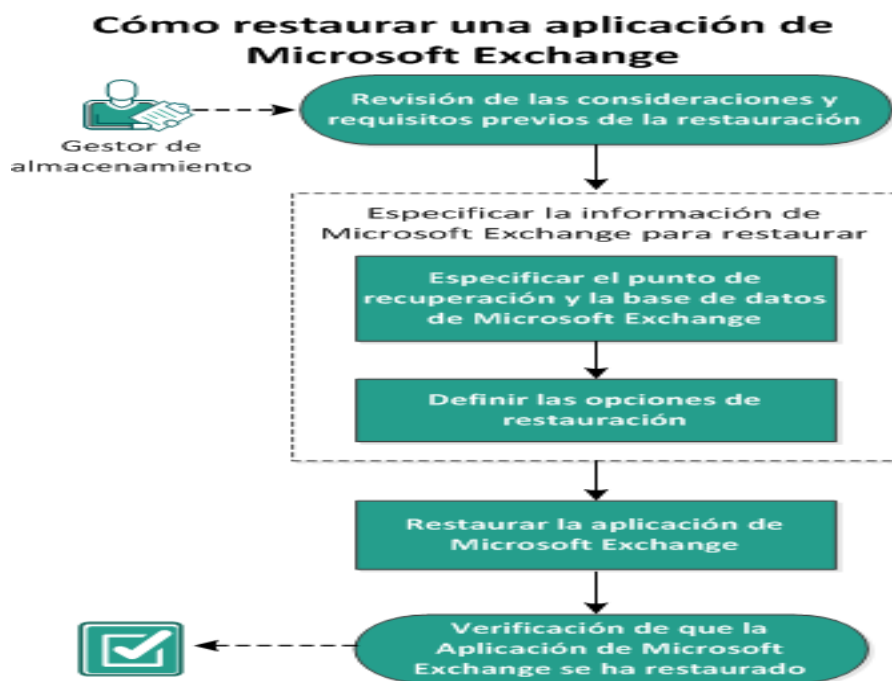 Cómo restaurar una aplicación de
Microsoft Exchange
Revisión de las consideraciones y
requisitos previos de la restauración
Gestor de
almacenamiento
Especificar la información de
Microsoft Exchange para restaurar
Especificar el punto de
recuperación y la base de datos
de Microsoft Exchange
Definir las opciones de
restauración
Restaurar la aplicación de
Microsoft Exchange
Verificación de que la
Aplicación de Microsoft
Exchange se ha restaurado